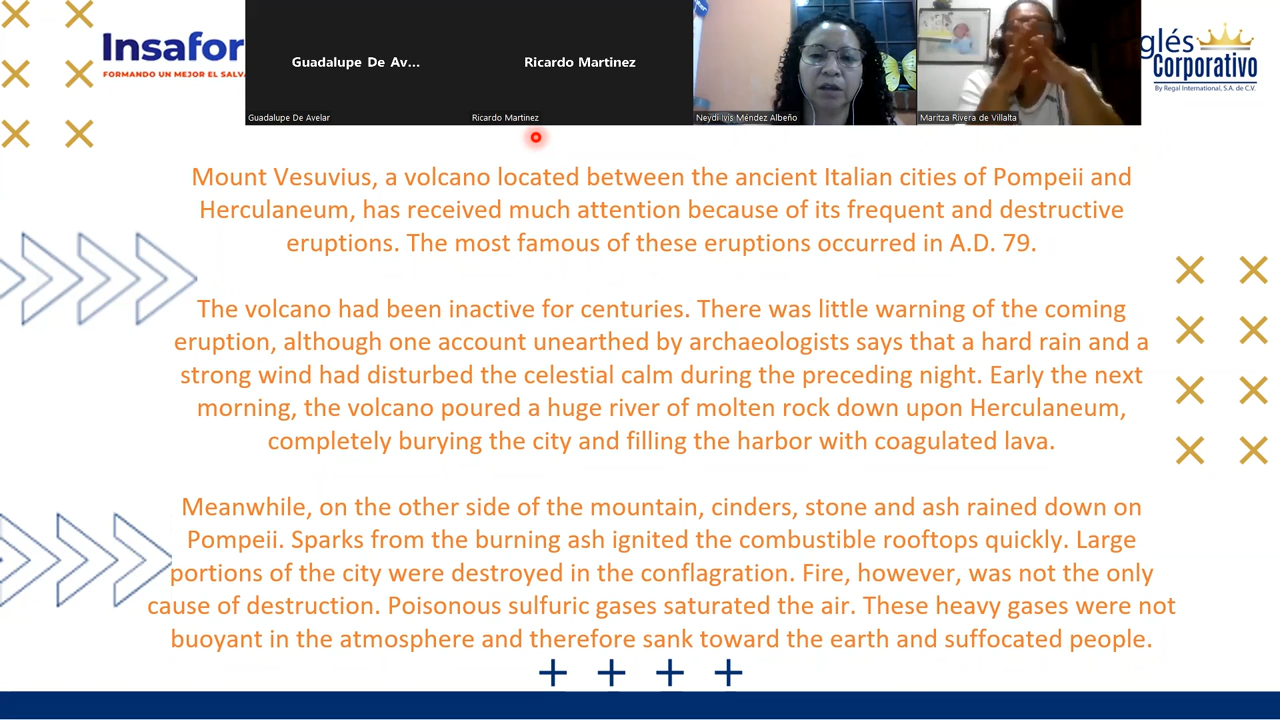 Insafor
FORMANDO UN MEJOR EL SALVA
Guadalupe De Av...
Ricardo Martinez
Guadalupe De Avelar
Ricardo Martinez
Neydi Ivis Méndez Albeño
Maritza Rivera de Villalta
glés
Corporativo
By Regal International, S.A. de C.V.
Mount Vesuvius, a volcano located between the ancient Italian cities of Pompeii and
Herculaneum, has received much attention because of its frequent and destructive
eruptions. The most famous of these eruptions occurred in A.D. 79.
The volcano had been inactive for centuries. There was little warning of the coming
eruption, although one account unearthed by archaeologists says that a hard rain and a
strong wind had disturbed the celestial calm during the preceding night. Early the next
morning, the volcano poured a huge river of molten rock down upon Herculaneum,
completely burying the city and filling the harbor with coagulated lava.
Meanwhile, on the other side of the mountain, cinders, stone and ash rained down on
Pompeii. Sparks from the burning ash ignited the combustible rooftops quickly. Large
portions of the city were destroyed in the conflagration. Fire, however, was not the only
cause of destruction. Poisonous sulfuric gases saturated the air. These heavy gases were not
buoyant in the atmosphere and therefore sank toward the earth and suffocated people.